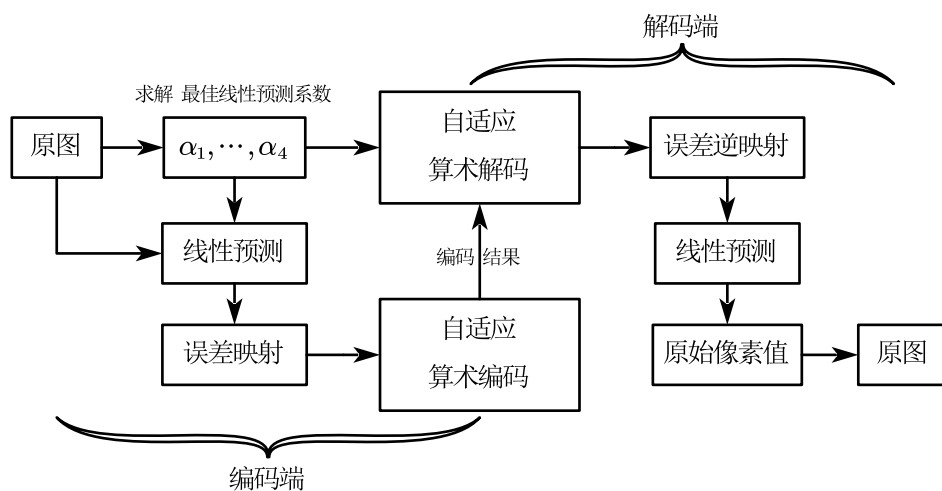 解码端
求解 最佳线性预测系数
原图
α₁,⋯,α₄
自适应
算术解码
误差逆映射
线性预测
编码 结果
线性预测
误差映射
自适应
算术编码
原始像素值
原图
编码端